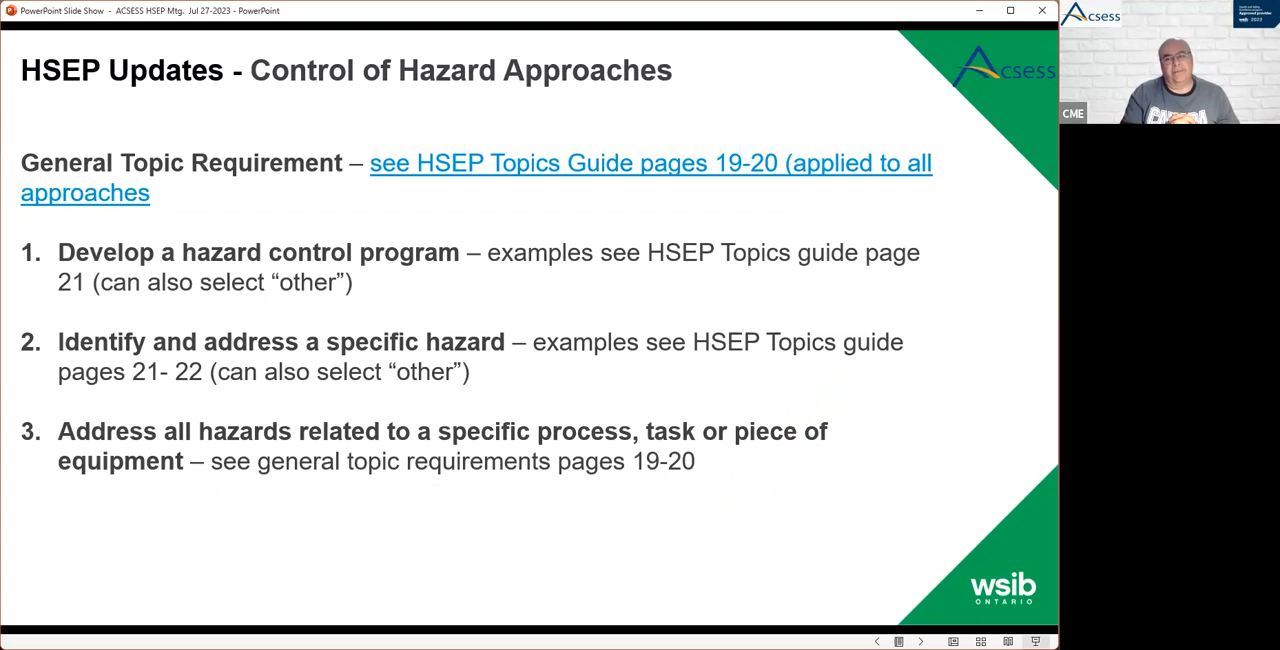 PowerPoint Slide Show - ACSESS HSEP Mtg. Jul 27-2023 - PowerPoint
HSEP Updates - Control of Hazard Approaches
Acsess
General Topic Requirement – see HSEP Topics Guide pages 19-20 (applied to all
approaches
1. Develop a hazard control program – examples see HSEP Topics guide page
21 (can also select “other”)
2. Identify and address a specific hazard – examples see HSEP Topics guide
pages 21- 22 (can also select “other”)
3. Address all hazards related to a specific process, task or piece of
equipment – see general topic requirements pages 19-20
wsib
ONTARIO
Acsess
Approved provider
wsib 2023
CME